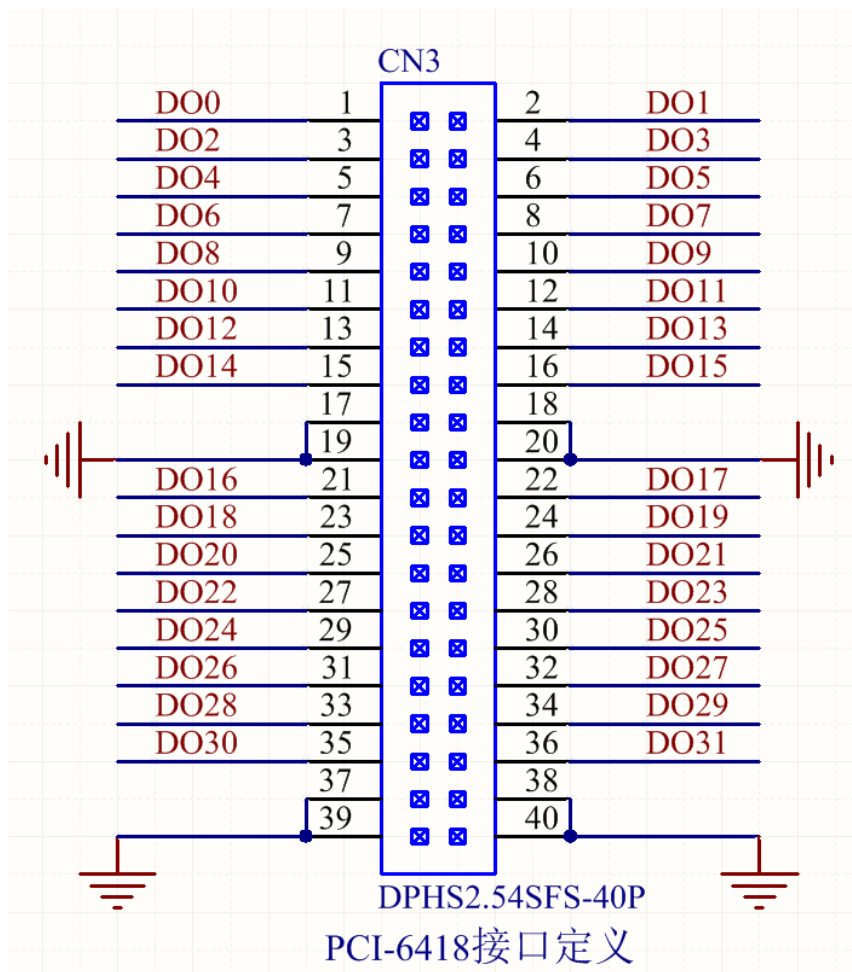 CN3
DO0 1 2 DO1
DO2 3 4 DO3
DO4 5 6 DO5
DO6 7 8 DO7
DO8 9 10 DO9
DO10 11 12 DO11
DO12 13 14 DO13
DO14 15 16 DO15
17 18
19 20
DO16 21 22 DO17
DO18 23 24 DO19
DO20 25 26 DO21
DO22 27 28 DO23
DO24 29 30 DO25
DO26 31 32 DO27
DO28 33 34 DO29
DO30 35 36 DO31
37 38
39 40
DPHS2.54SFS-40P
PCI-6418接口定义